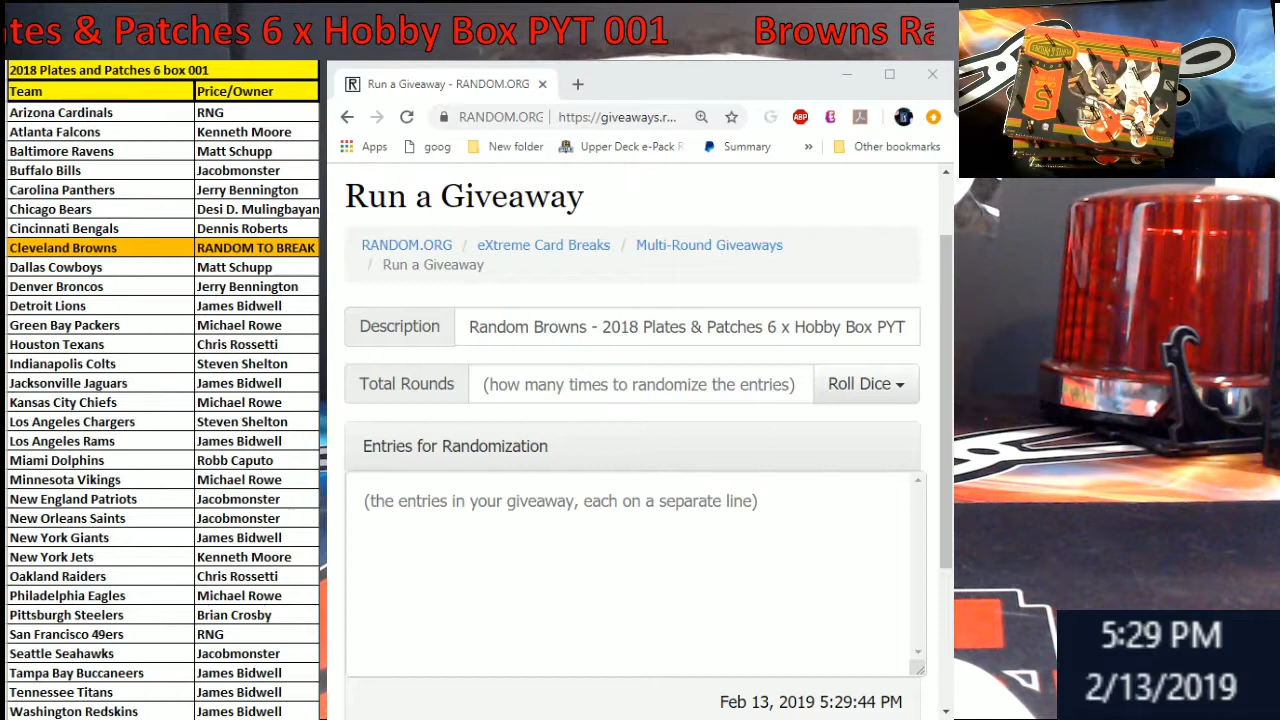 tes & Patches 6 x Hobby Box PYT 001 Browns Ra
2018 Plates and Patches 6 box 001
Team Price/Owner
Arizona Cardinals RNG
Atlanta Falcons Kenneth Moore
Baltimore Ravens Matt Schupp
Buffalo Bills Jacobmonster
Carolina Panthers Jerry Bennington
Chicago Bears Desi D. Mulingbayan
Cincinnati Bengals Dennis Roberts
Cleveland Browns RANDOM TO BREAK
Dallas Cowboys Matt Schupp
Denver Broncos Jerry Bennington
Detroit Lions James Bidwell
Green Bay Packers Michael Rowe
Houston Texans Chris Rossetti
Indianapolis Colts Steven Shelton
Jacksonville Jaguars James Bidwell
Kansas City Chiefs Michael Rowe
Los Angeles Chargers Steven Shelton
Los Angeles Rams James Bidwell
Miami Dolphins Robb Caputo
Minnesota Vikings Michael Rowe
New England Patriots Jacobmonster
New Orleans Saints Jacobmonster
New York Giants James Bidwell
New York Jets Kenneth Moore
Oakland Raiders Chris Rossetti
Philadelphia Eagles Michael Rowe
Pittsburgh Steelers Brian Crosby
San Francisco 49ers RNG
Seattle Seahawks Jacobmonster
Tampa Bay Buccaneers James Bidwell
Tennessee Titans James Bidwell
Washington Redskins James Bidwell
Run a Giveaway - RANDOM.ORG
RANDOM.ORG https://giveaways.r...
ABP
Apps goog New folder Upper Deck e-Pack R Summary » Other bookmarks
Run a Giveaway
RANDOM.ORG / eXtreme Card Breaks / Multi-Round Giveaways
/ Run a Giveaway
Description Random Browns - 2018 Plates & Patches 6 x Hobby Box PYT
Total Rounds (how many times to randomize the entries) Roll Dice
Entries for Randomization
(the entries in your giveaway, each on a separate line)
Feb 13, 2019 5:29:44 PM
5:29 PM
2/13/2019